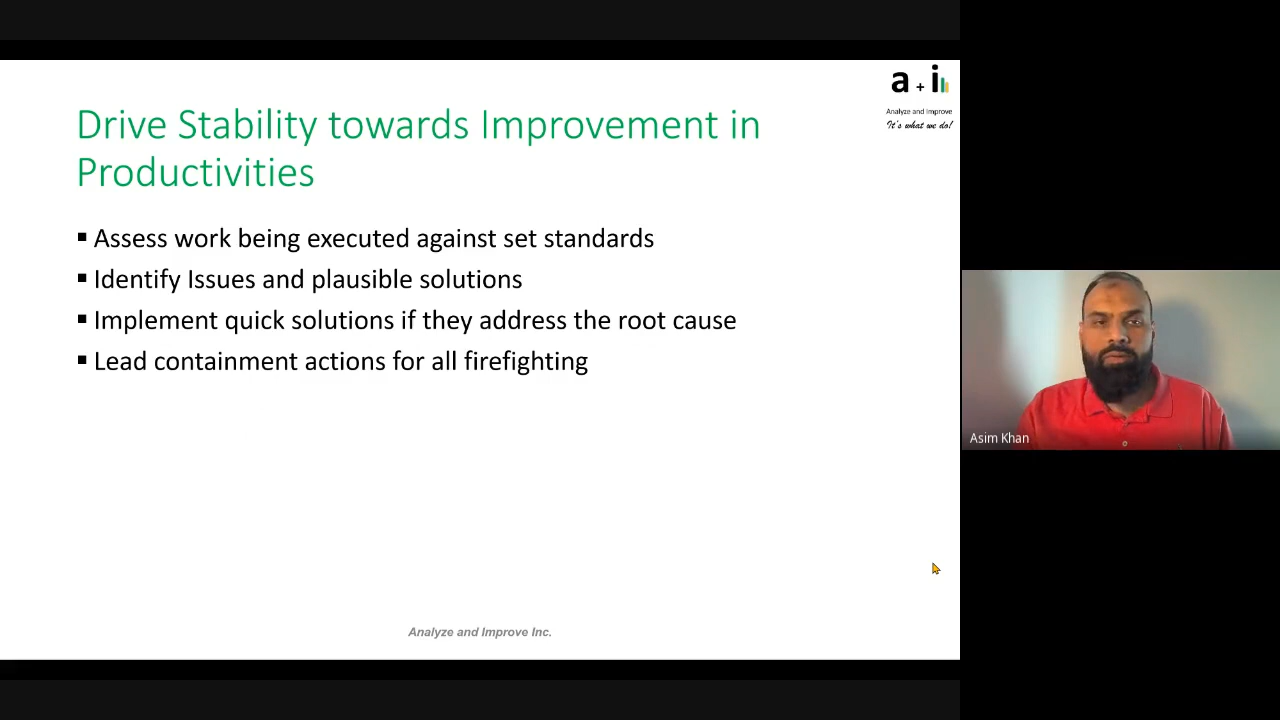 a + i
Analyze and Improve
It's what we do!
Drive Stability towards Improvement in
Productivities
▪ Assess work being executed against set standards
▪ Identify Issues and plausible solutions
▪ Implement quick solutions if they address the root cause
▪ Lead containment actions for all firefighting
Asim Khan
Analyze and Improve Inc.